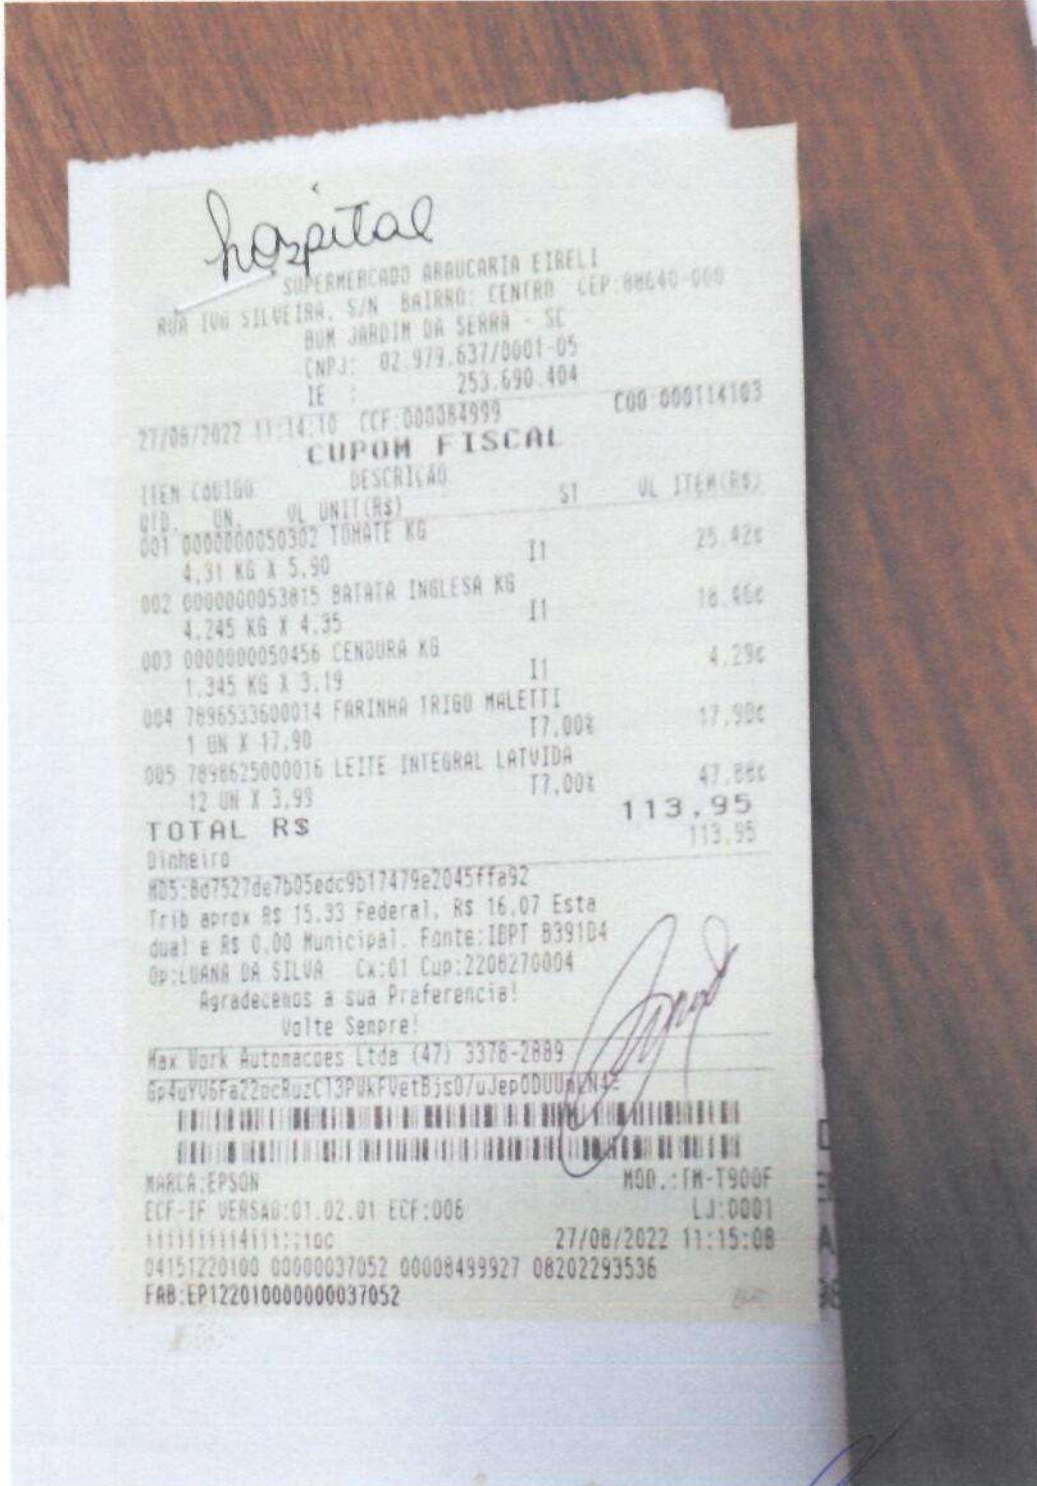 hospital
SUPERMERCADO ARAUCARIA EIRELI
RUA IVO SILVEIRA, S/N BAIRRO: CENTRO CEP:88640-000
BOM JARDIM DA SERRA - SC
CNPJ: 02.979.637/0001-05
IE : 253.690.404
27/08/2022 11:14:10 CCF:000084999 COO:000114103
CUPOM FISCAL
ITEM CÓDIGO DESCRIÇÃO
QTD. UN. VL UNIT(R$) ST VL ITEM(R$)
001 0000000050302 TOMATE KG
4,31 KG X 5,90 I1 25,42¢
002 0000000053815 BATATA INGLESA KG
4,245 KG X 4,35 I1 18,46¢
003 0000000050456 CENOURA KG
1,345 KG X 3,19 I1 4,29¢
004 7896533600014 FARINHA TRIGO MALETTI
1 UN X 17,90 T7,00% 17,90¢
005 7898625000016 LEITE INTEGRAL LATVIDA
12 UN X 3,99 T7,00% 47,88¢
TOTAL R$ 113,95
Dinheiro 113,95
MD5:8d7527de7b05edc9b17479e2045ffa92
Trib aprox R$ 15,33 Federal, R$ 16,07 Esta
dual e R$ 0,00 Municipal. Fonte:IBPT B391D4
Op:LUANA DA SILVA Cx:01 Cup:2208270004
Agradecemos a sua Preferencia!
Volte Sempre!
Max Work Automacoes Ltda (47) 3378-2889
MARCA:EPSON MOD.:TM-T900F
ECF-IF VERSÃO:01.02.01 ECF:006 LJ:0001
27/08/2022 11:15:08
04151220100 00000037052 00008499927 08202293536
FAB:EP122010000000037052 BR